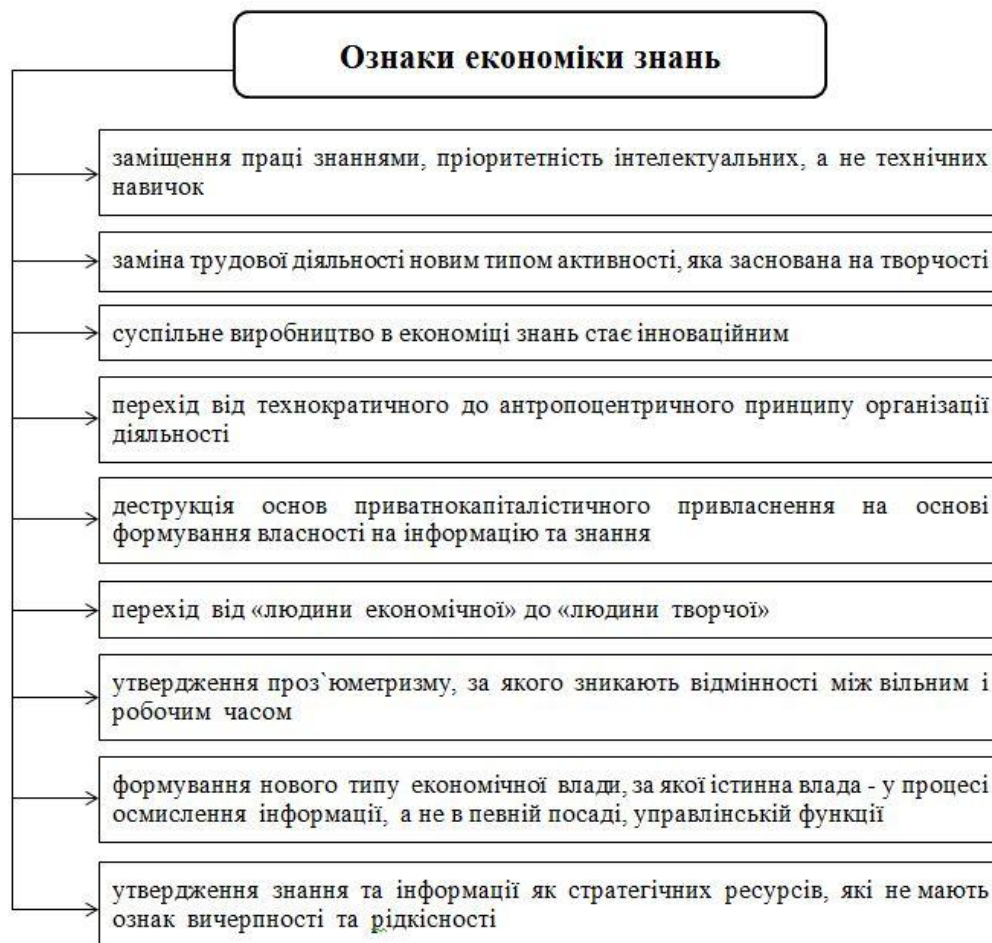 Ознаки економіки знань
заміщення праці знаннями, пріоритетність інтелектуальних, а не технічних
навичок
заміна трудової діяльності новим типом активності, яка заснована на творчості
суспільне виробництво в економіці знань стає інноваційним
перехід від технократичного до антропоцентричного принципу організації
діяльності
деструкція основ приватнокапіталістичного привласнення на основі
формування власності на інформацію та знання
перехід від «людини економічної» до «людини творчої»
утвердження проз`юметризму, за якого зникають відмінності між вільним і
робочим часом
формування нового типу економічної влади, за якої істинна влада - у процесі
осмислення інформації, а не в певній посаді, управлінській функції
утвердження знання та інформації як стратегічних ресурсів, які не мають
ознак вичерпності та рідкісності